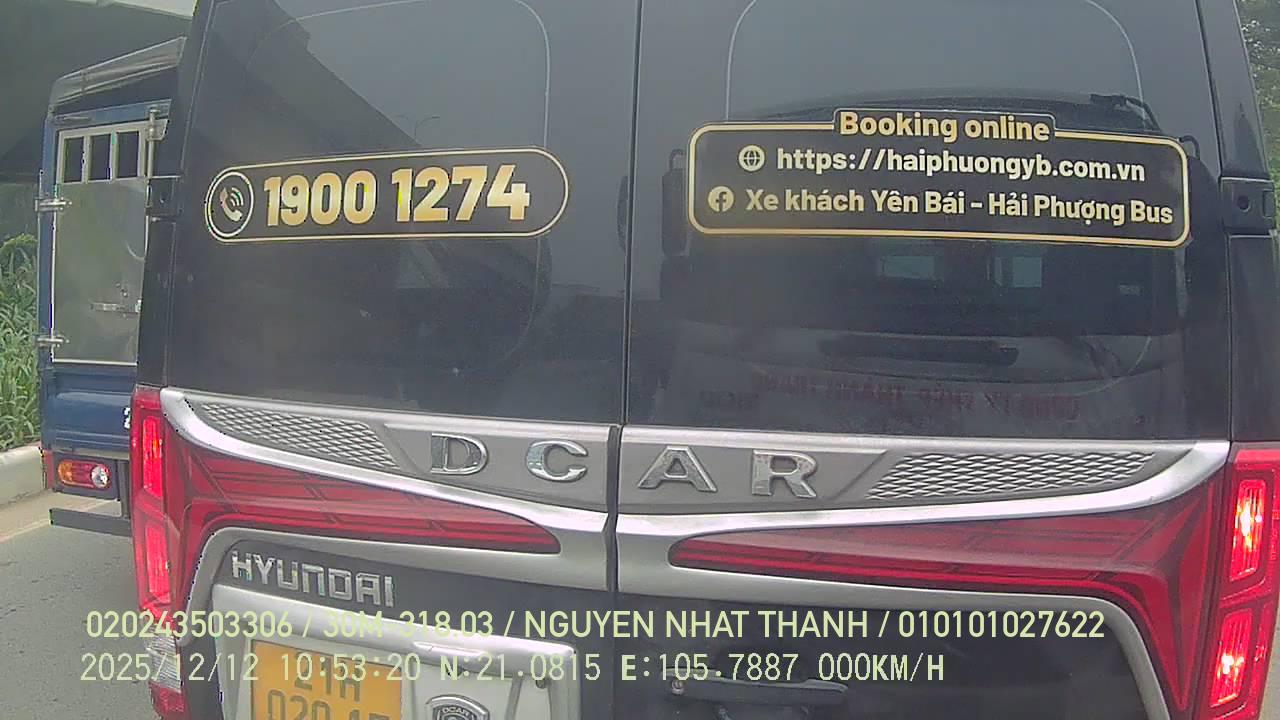 Booking online
https://haiphuongyb.com.vn
Xe khách Yên Bái - Hải Phượng Bus
1900 1274
DCAR
HYUNDAI
020243503306 / 30M-318.03 / NGUYEN NHAT THANH / 010101027622
2025/12/12 10:53:20 N:21.0815 E:105.7887 000KM/H
DCAR